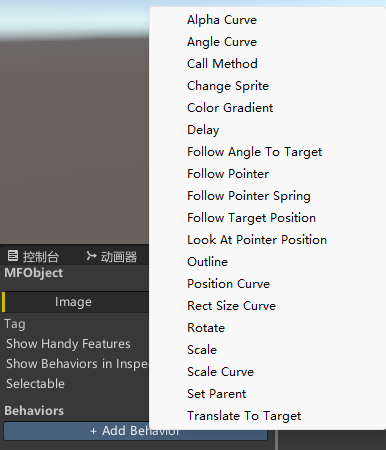 Alpha Curve
Angle Curve
Call Method
Change Sprite
Color Gradient
Delay
Follow Angle To Target
Follow Pointer
Follow Pointer Spring
Follow Target Position
Look At Pointer Position
Outline
Position Curve
Rect Size Curve
Rotate
Scale
Scale Curve
Set Parent
Translate To Target
控制台 动画器
MFObject
Image
Tag
Show Handy Features
Show Behaviors in Inspe
Selectable
Behaviors
+ Add Behavior